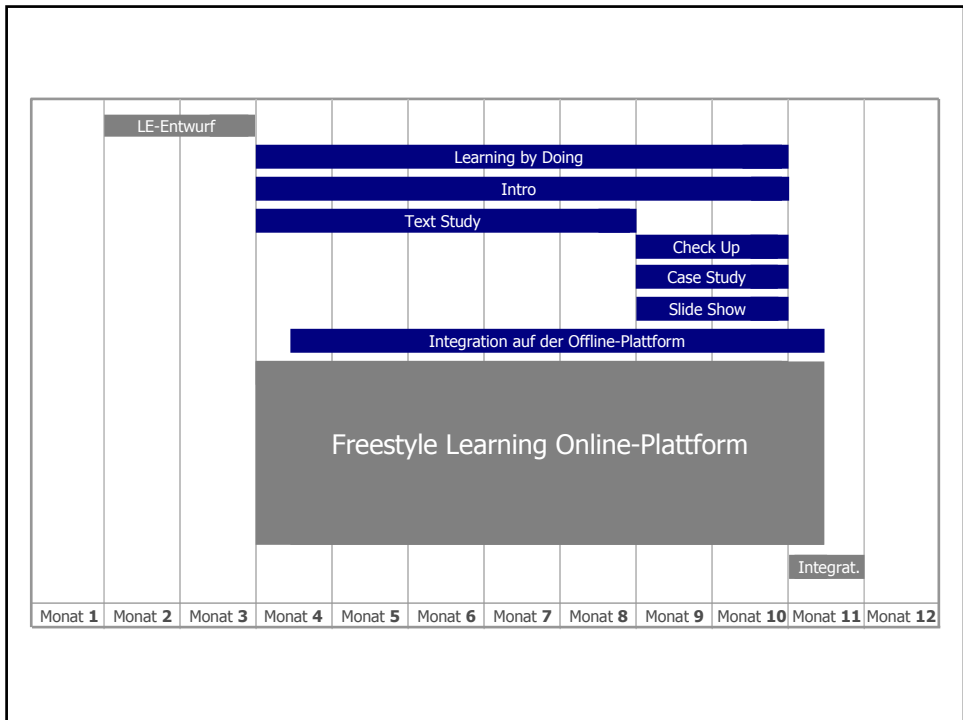 LE-Entwurf
Learning by Doing
Intro
Text Study
Check Up
Case Study
Slide Show
Integration auf der Offline-Plattform
Freestyle Learning Online-Plattform
Integrat.
Monat 1 Monat 2 Monat 3 Monat 4 Monat 5 Monat 6 Monat 7 Monat 8 Monat 9 Monat 10 Monat 11 Monat 12